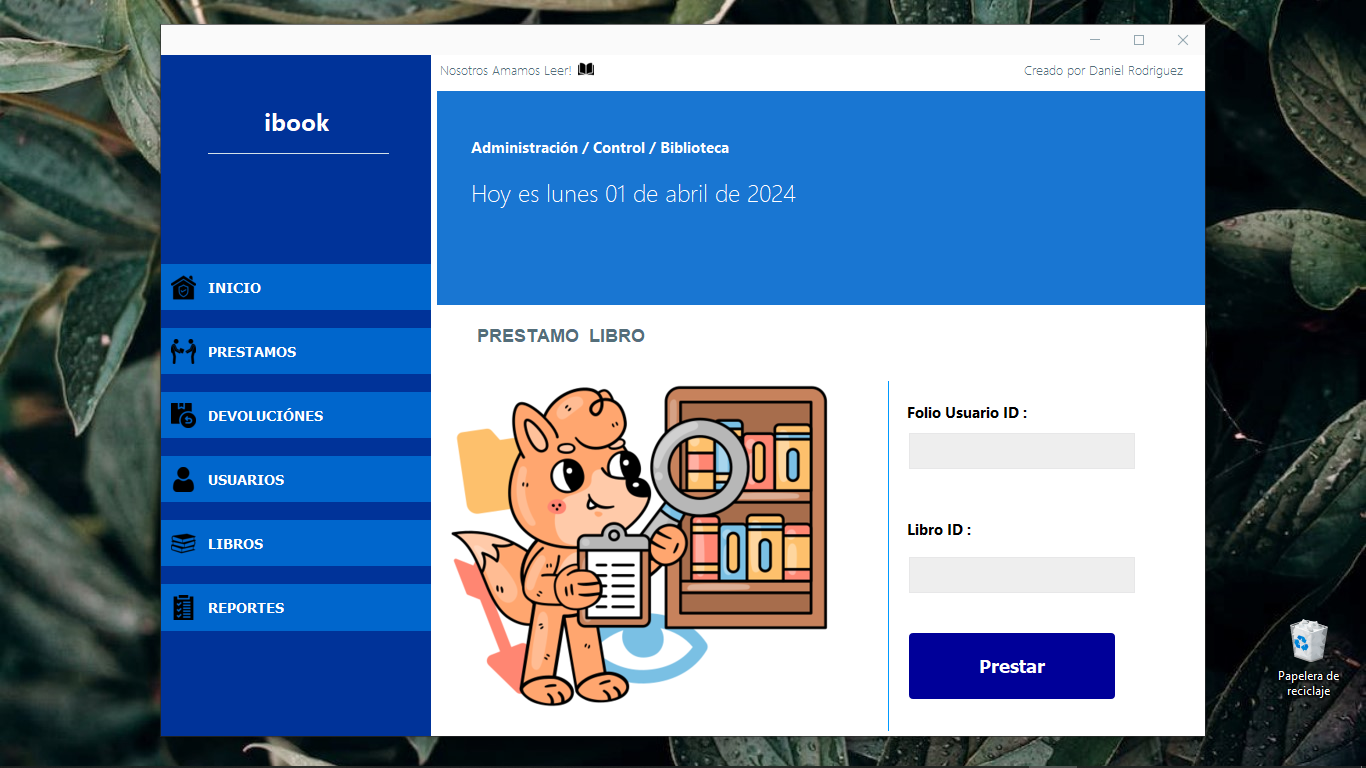 Nosotros Amamos Leer!
Creado por Daniel Rodriguez
ibook
Administración / Control / Biblioteca
Hoy es lunes 01 de abril de 2024
INICIO
PRESTAMOS
DEVOLUCIÓNES
USUARIOS
LIBROS
REPORTES
PRESTAMO LIBRO
Folio Usuario ID :
Libro ID :
Prestar
Papelera de
reciclaje